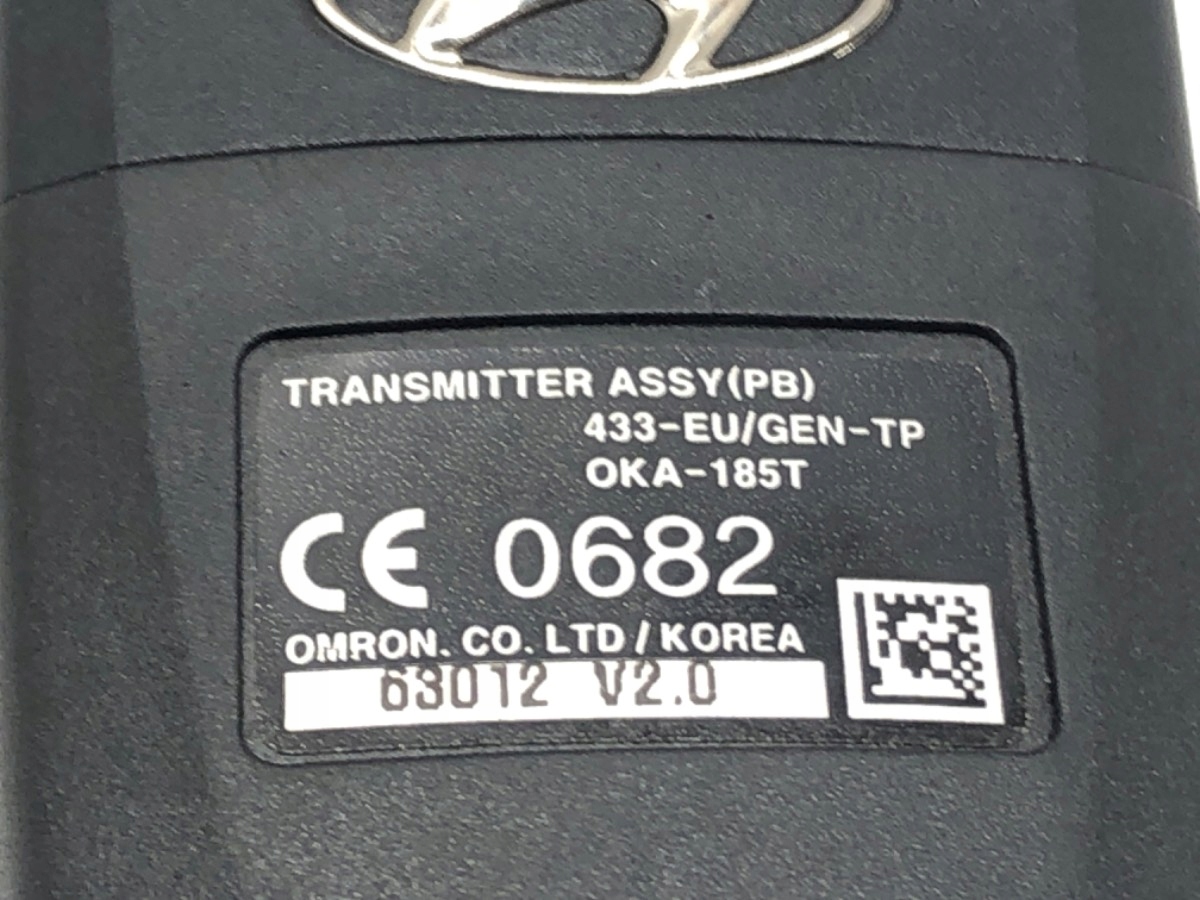 TRANSMITTER ASSY(PB)
433-EU/GEN-TP
OKA-185T
CE 0682
OMRON. CO. LTD / KOREA
63012 V2.0